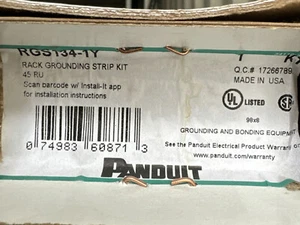 RGS134-1Y
1
RACK GROUNDING STRIP KIT
45 RU
Q.C.# 17266789
Scan barcode w/ Install-It app
for installation instructions
MADE IN U.S.A.
UL LISTED
99x8
GROUNDING AND BONDING EQUIPMENT
See the Panduit Electrical Product Warranty
www.panduit.com/warranty
0 74983 60871 3
PANDUIT